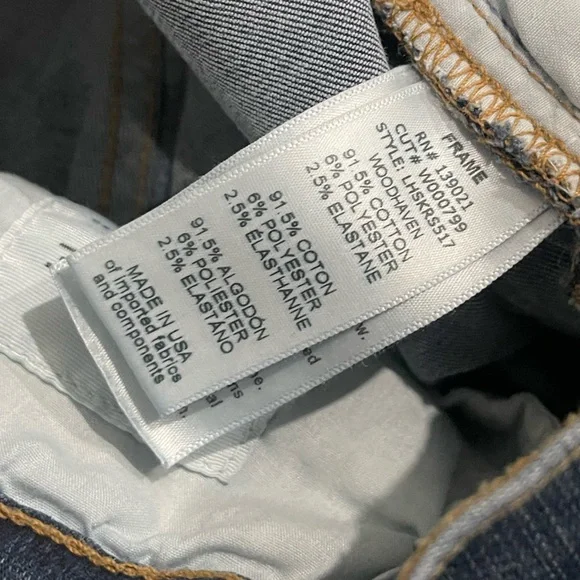 FRAME
RN# 139021
CUT# W000799
STYLE: LHSKRS517
WOODHAVEN
91.5% COTTON
6% POLYESTER
2.5% ELASTANE
91.5% COTON
6% POLYESTER
2.5% ÉLASTHANNE
91.5% ALGODÓN
6% POLIESTER
2.5% ELASTANO
MADE IN USA
of imported fabrics
and components